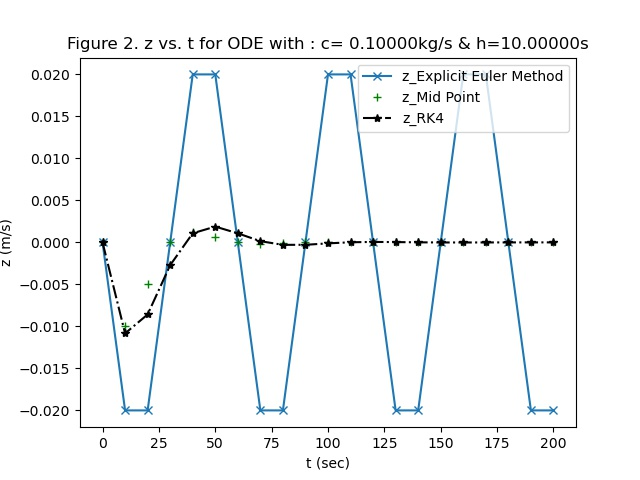 Figure 2. z vs. t for ODE with : c= 0.10000kg/s & h=10.00000s
z_Explicit Euler Method
z_Mid Point
z_RK4
z (m/s)
0.020
0.015
0.010
0.005
0.000
−0.005
−0.010
−0.015
−0.020
0 25 50 75 100 125 150 175 200
t (sec)